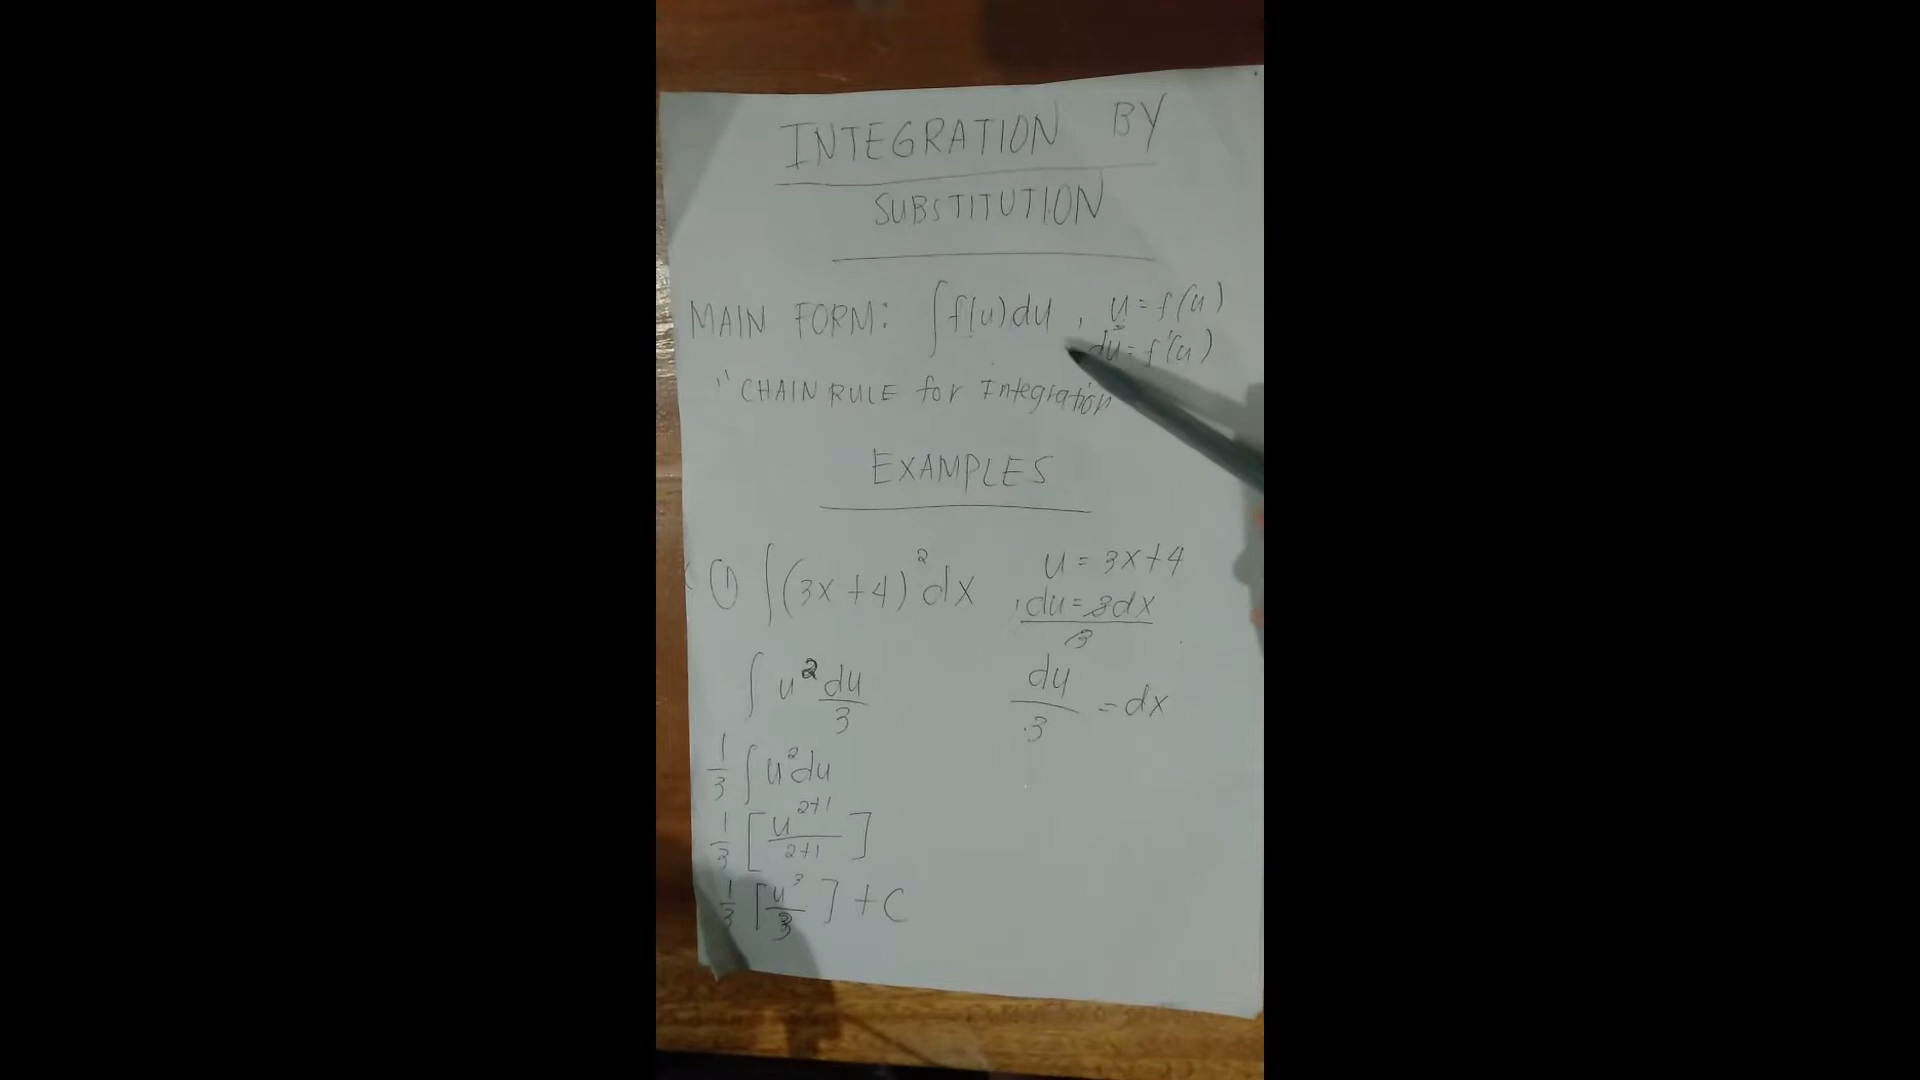 INTEGRATION BY
SUBSTITUTION
MAIN FORM: ∫f(u)du, u = f(u)
du = f'(u)
" CHAIN RULE for Integration
EXAMPLES
① ∫(3x+4)²dx
u = 3x+4
du = 3dx
3
∫u² du/3
du/3 = dx
1/3 ∫u²du
1/3 [u²⁺¹/2+1]
1/3 [u³/3] + C